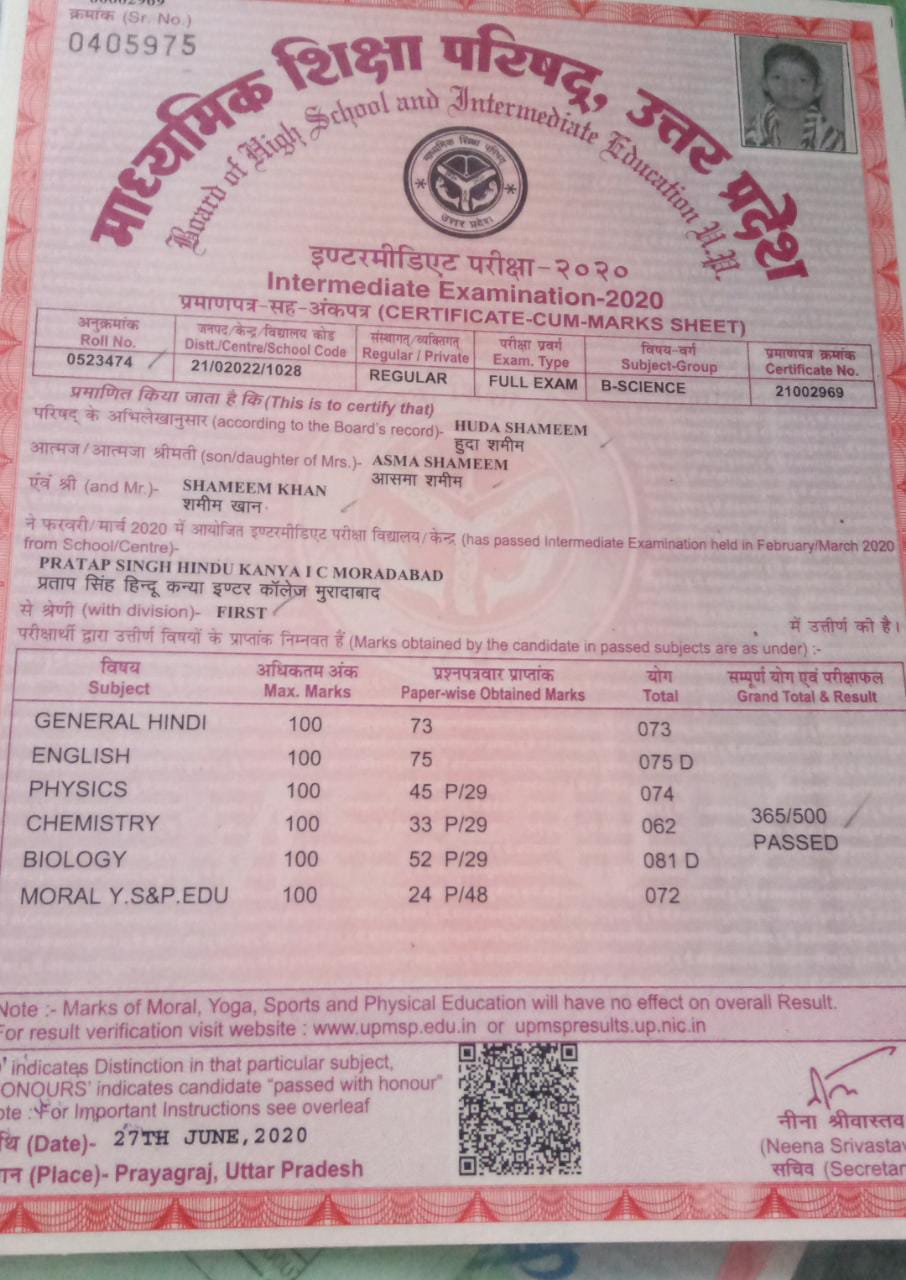 क्रमांक (Sr. No.)
0405975
माध्यमिक शिक्षा परिषद्, उत्तर प्रदेश
Board of High School and Intermediate Education U.P.
माध्यमिक शिक्षा परिषद्
उत्तर प्रदेश
इण्टरमीडिएट परीक्षा-२०२०
Intermediate Examination-2020
प्रमाणपत्र-सह-अंकपत्र (CERTIFICATE-CUM-MARKS SHEET)
अनुक्रमांक जनपद/केन्द्र/विद्यालय कोड संस्थागत/व्यक्तिगत परीक्षा प्रवर्ग विषय-वर्ग प्रमाणपत्र क्रमांक
Roll No. Distt./Centre/School Code Regular / Private Exam. Type Subject-Group Certificate No.
0523474 21/02022/1028 REGULAR FULL EXAM B-SCIENCE 21002969
प्रमाणित किया जाता है कि (This is to certify that)
परिषद् के अभिलेखानुसार (according to the Board's record)- HUDA SHAMEEM
हुदा शमीम
आत्मज/आत्मजा श्रीमती (son/daughter of Mrs.)- ASMA SHAMEEM
आसमा शमीम
एवं श्री (and Mr.)- SHAMEEM KHAN
शमीम खान
ने फरवरी/मार्च 2020 में आयोजित इण्टरमीडिएट परीक्षा विद्यालय/केन्द्र (has passed Intermediate Examination held in February/March 2020
from School/Centre)-
PRATAP SINGH HINDU KANYA I C MORADABAD
प्रताप सिंह हिन्दू कन्या इण्टर कॉलेज मुरादाबाद
से श्रेणी (with division)- FIRST में उत्तीर्ण की है।
परीक्षार्थी द्वारा उत्तीर्ण विषयों के प्राप्तांक निम्नवत हैं (Marks obtained by the candidate in passed subjects are as under) :-
विषय अधिकतम अंक प्रश्नपत्रवार प्राप्तांक योग सम्पूर्ण योग एवं परीक्षाफल
Subject Max. Marks Paper-wise Obtained Marks Total Grand Total & Result
GENERAL HINDI 100 73 073
ENGLISH 100 75 075 D
PHYSICS 100 45 P/29 074
CHEMISTRY 100 33 P/29 062 365/500
PASSED
BIOLOGY 100 52 P/29 081 D
MORAL Y.S&P.EDU 100 24 P/48 072
Note :- Marks of Moral, Yoga, Sports and Physical Education will have no effect on overall Result.
For result verification visit website : www.upmsp.edu.in or upmspresults.up.nic.in
' indicates Distinction in that particular subject,
ONOURS' indicates candidate "passed with honour"
ote : For Important Instructions see overleaf
थि (Date)- 27TH JUNE, 2020
ान (Place)- Prayagraj, Uttar Pradesh
नीना श्रीवास्तव
(Neena Srivastav
सचिव (Secretar